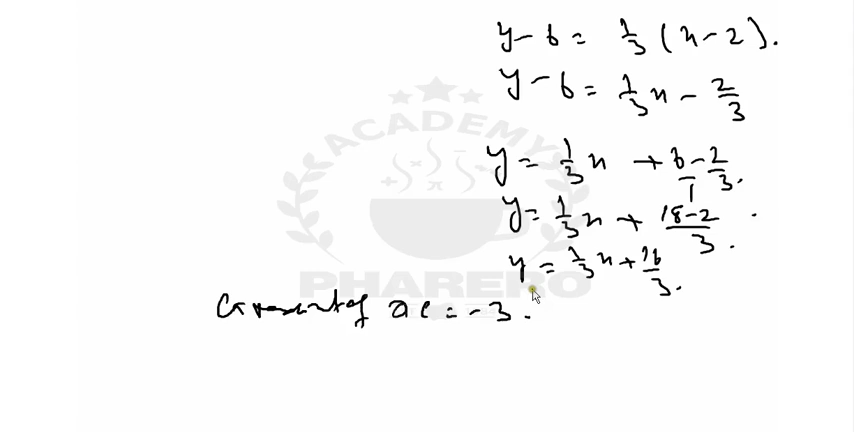 y - 6 = 1/3 (x - 2).
y - 6 = 1/3 x - 2/3
y = 1/3 x + 6/1 - 2/3.
y = 1/3 x + 18-2/3.
y = 1/3 x + 16/3.
Gradient of AC = -3.
ACADEMY
PHARERO